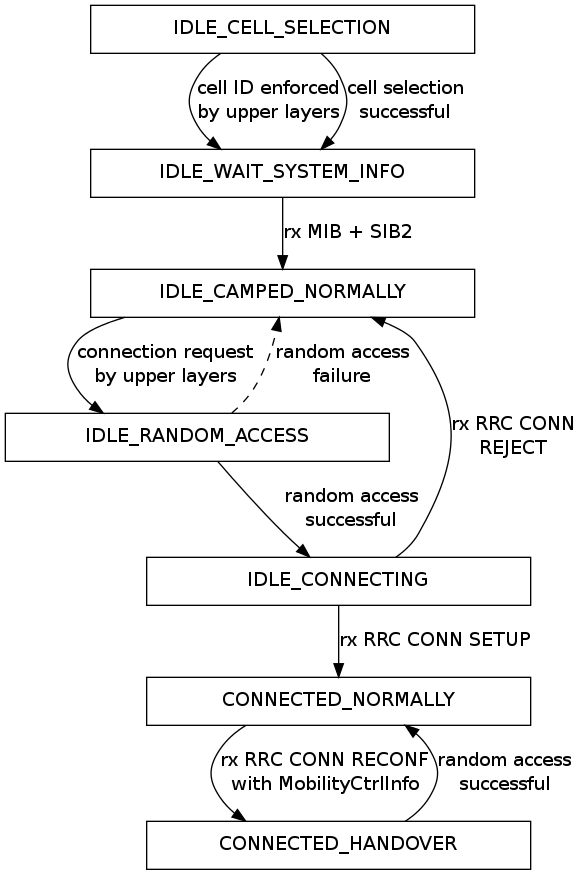 IDLE_CELL_SELECTION
cell ID enforced
by upper layers
cell selection
successful
IDLE_WAIT_SYSTEM_INFO
rx MIB + SIB2
IDLE_CAMPED_NORMALLY
connection request
by upper layers
random access
failure
rx RRC CONN
REJECT
IDLE_RANDOM_ACCESS
random access
successful
IDLE_CONNECTING
rx RRC CONN SETUP
CONNECTED_NORMALLY
rx RRC CONN RECONF
with MobilityCtrlInfo
random access
successful
CONNECTED_HANDOVER